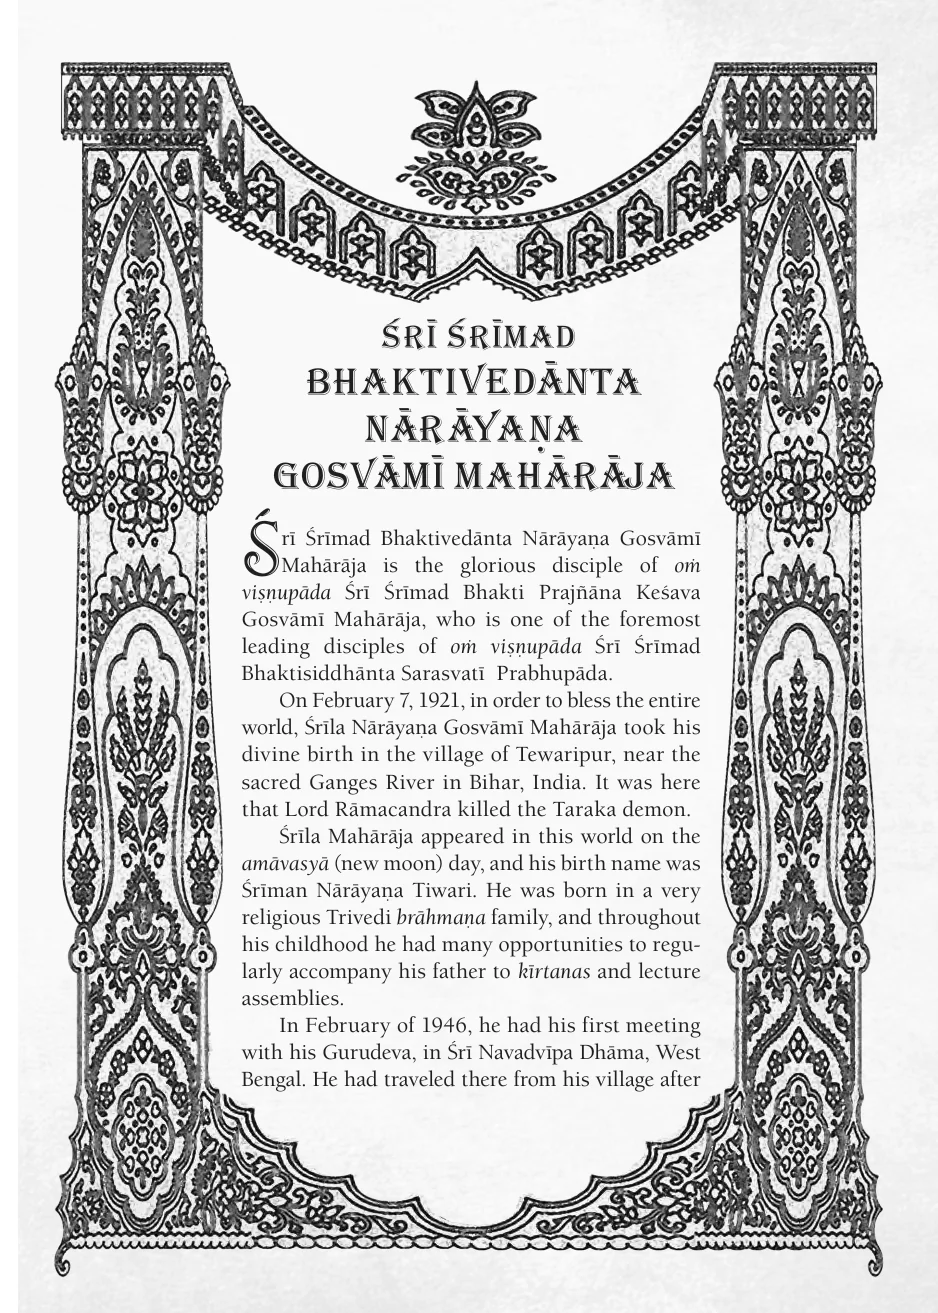 ŚRĪ ŚRĪMAD
BHAKTIVEDĀNTA
NĀRĀYAṆA
GOSVĀMĪ MAHĀRĀJA
Śrī Śrīmad Bhaktivedānta Nārāyaṇa Gosvāmī
Mahārāja is the glorious disciple of oṁ
viṣṇupāda Śrī Śrīmad Bhakti Prajñāna Keśava
Gosvāmī Mahārāja, who is one of the foremost
leading disciples of oṁ viṣṇupāda Śrī Śrīmad
Bhaktisiddhānta Sarasvatī Prabhupāda.
On February 7, 1921, in order to bless the entire
world, Śrīla Nārāyaṇa Gosvāmī Mahārāja took his
divine birth in the village of Tewaripur, near the
sacred Ganges River in Bihar, India. It was here
that Lord Rāmacandra killed the Taraka demon.
Śrīla Mahārāja appeared in this world on the
amāvasyā (new moon) day, and his birth name was
Śrīman Nārāyaṇa Tiwari. He was born in a very
religious Trivedi brāhmaṇa family, and throughout
his childhood he had many opportunities to regu-
larly accompany his father to kīrtanas and lecture
assemblies.
In February of 1946, he had his first meeting
with his Gurudeva, in Śrī Navadvīpa Dhāma, West
Bengal. He had traveled there from his village after